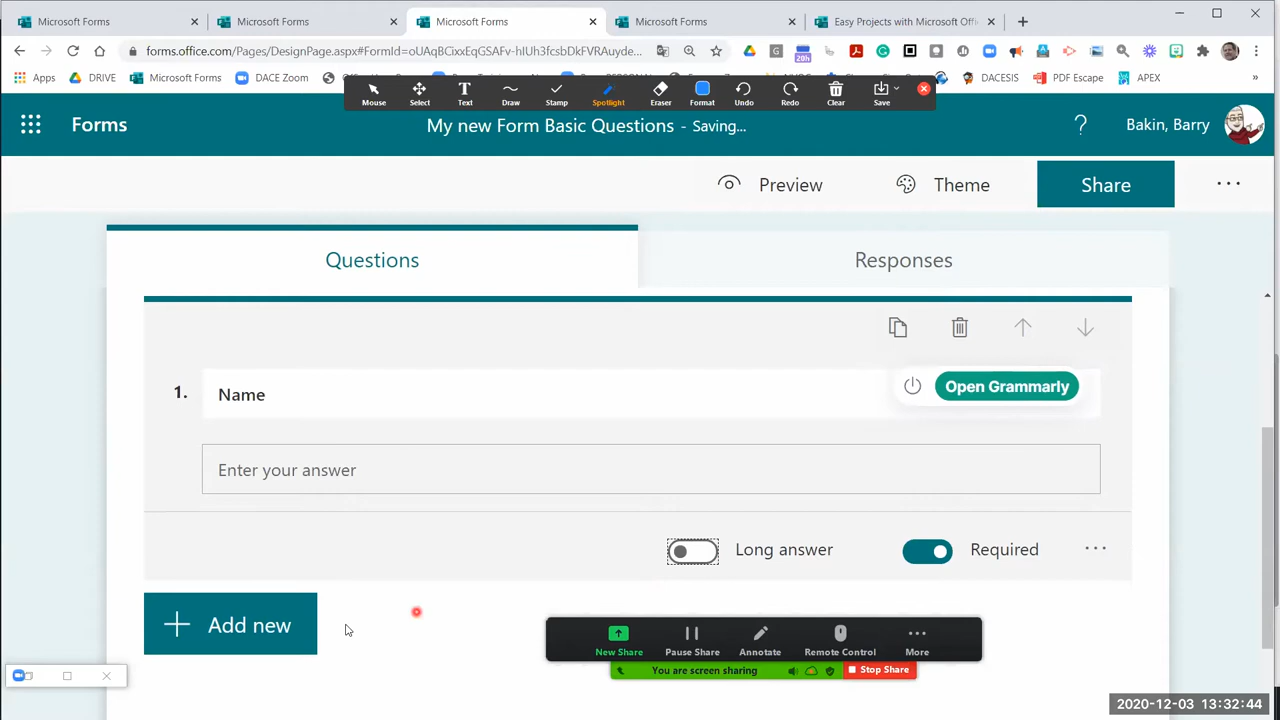 Microsoft Forms
Microsoft Forms
Microsoft Forms
Microsoft Forms
Easy Projects with Microsoft Offi
forms.office.com/Pages/DesignPage.aspx#FormId=oUAqBCixxEqGSAFv-hIUh3fcsbDkFVRAuyde...
20h
Apps
DRIVE
Microsoft Forms
DACE Zoom
DACESIS
PDF Escape
APEX
Mouse
Select
Text
Draw
Stamp
Spotlight
Eraser
Format
Undo
Redo
Clear
Save
Forms
My new Form Basic Questions - Saving...
?
Bakin, Barry
Preview
Theme
Share
Questions
Responses
1.
Name
Open Grammarly
Enter your answer
Long answer
Required
Add new
New Share
Pause Share
Annotate
Remote Control
More
You are screen sharing
Stop Share
2020-12-03 13:32:44